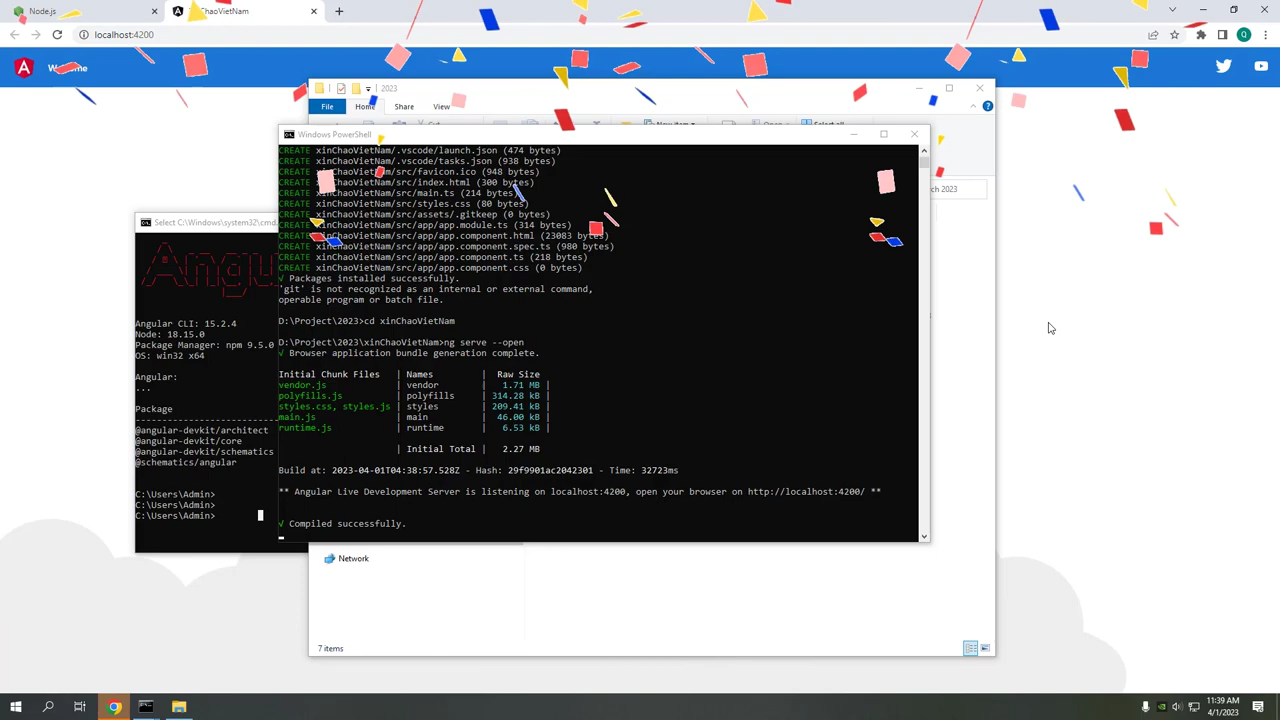 Node.js
ChaoVietNam
localhost:4200
2023
File
Home
Share
View
Windows PowerShell
CREATE xinChaoVietNam/.vscode/launch.json (474 bytes)
CREATE xinChaoVietNam/.vscode/tasks.json (938 bytes)
CREATE xinChaoVietNam/src/favicon.ico (948 bytes)
CREATE xinChaoVietNam/src/index.html (300 bytes)
CREATE xinChaoVietNam/src/main.ts (214 bytes)
CREATE xinChaoVietNam/src/styles.css (80 bytes)
CREATE xinChaoVietNam/src/assets/.gitkeep (0 bytes)
CREATE xinChaoVietNam/src/app/app.module.ts (314 bytes)
CREATE xinChaoVietNam/src/app/app.component.html (23083 bytes)
CREATE xinChaoVietNam/src/app/app.component.spec.ts (980 bytes)
CREATE xinChaoVietNam/src/app/app.component.ts (218 bytes)
CREATE xinChaoVietNam/src/app/app.component.css (0 bytes)
√ Packages installed successfully.
'git' is not recognized as an internal or external command,
operable program or batch file.
D:\Project\2023>cd xinChaoVietNam
D:\Project\2023\xinChaoVietNam>ng serve --open
√ Browser application bundle generation complete.
Initial Chunk Files | Names | Raw Size
vendor.js | vendor | 1.71 MB |
polyfills.js | polyfills | 314.28 kB |
styles.css, styles.js | styles | 209.41 kB |
main.js | main | 46.00 kB |
runtime.js | runtime | 6.53 kB |
| Initial Total | 2.27 MB
Build at: 2023-04-01T04:38:57.528Z - Hash: 29f9901ac2042301 - Time: 32723ms
** Angular Live Development Server is listening on localhost:4200, open your browser on http://localhost:4200/ **
√ Compiled successfully.
ch 2023
Select C:\Windows\system32\cmd.
Angular CLI: 15.2.4
Node: 18.15.0
Package Manager: npm 9.5.0
OS: win32 x64
Angular:
...
Package
@angular-devkit/architect
@angular-devkit/core
@angular-devkit/schematics
@schematics/angular
C:\Users\Admin>
C:\Users\Admin>
C:\Users\Admin>
Network
7 items
11:39 AM
4/1/2023